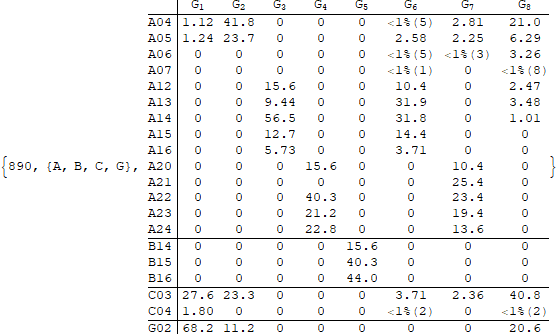 G1 G2 G3 G4 G5 G6 G7 G8
A04 1.12 41.8 0 0 0 <1%(5) 2.81 21.0
A05 1.24 23.7 0 0 0 2.58 2.25 6.29
A06 0 0 0 0 0 <1%(5) <1%(3) 3.26
A07 0 0 0 0 0 <1%(1) 0 <1%(8)
A12 0 0 15.6 0 0 10.4 0 2.47
A13 0 0 9.44 0 0 31.9 0 3.48
A14 0 0 56.5 0 0 31.8 0 1.01
A15 0 0 12.7 0 0 14.4 0 0
A16 0 0 5.73 0 0 3.71 0 0
{890, {A, B, C, G}, A20 0 0 0 15.6 0 0 10.4 0 }
A21 0 0 0 0 0 0 25.4 0
A22 0 0 0 40.3 0 0 23.4 0
A23 0 0 0 21.2 0 0 19.4 0
A24 0 0 0 22.8 0 0 13.6 0
B14 0 0 0 0 15.6 0 0 0
B15 0 0 0 0 40.3 0 0 0
B16 0 0 0 0 44.0 0 0 0
C03 27.6 23.3 0 0 0 3.71 2.36 40.8
C04 1.80 0 0 0 0 <1%(2) 0 <1%(2)
G02 68.2 11.2 0 0 0 0 0 20.6